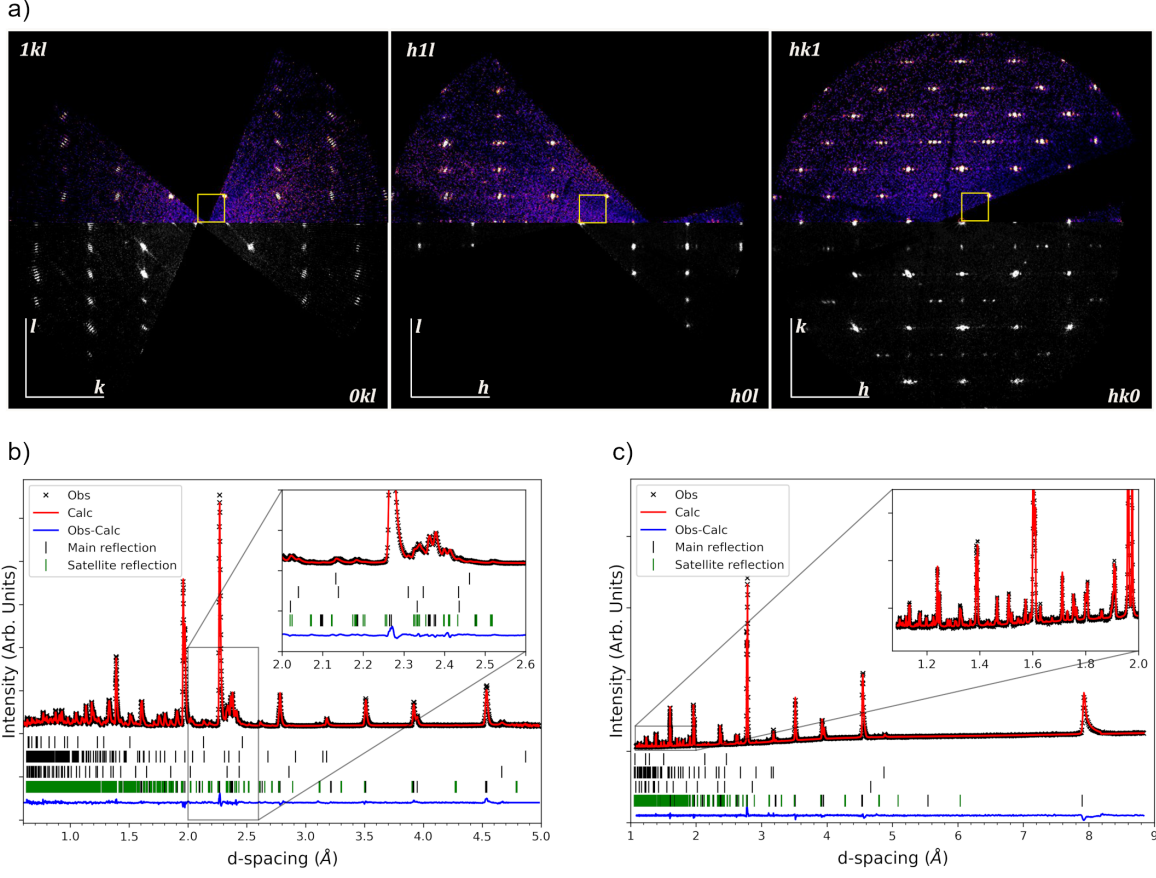 a)
1kl
h1l
hk1
l
k
0kl
l
h
h0l
k
h
hk0
b)
c)
Intensity (Arb. Units)
Obs
Calc
Obs-Calc
Main reflection
Satellite reflection
2.0 2.1 2.2 2.3 2.4 2.5 2.6
1.0 1.5 2.0 2.5 3.0 3.5 4.0 4.5 5.0
d-spacing (Å)
Intensity (Arb. Units)
Obs
Calc
Obs-Calc
Main reflection
Satellite reflection
1.2 1.4 1.6 1.8 2.0
1 2 3 4 5 6 7 8 9
d-spacing (Å)